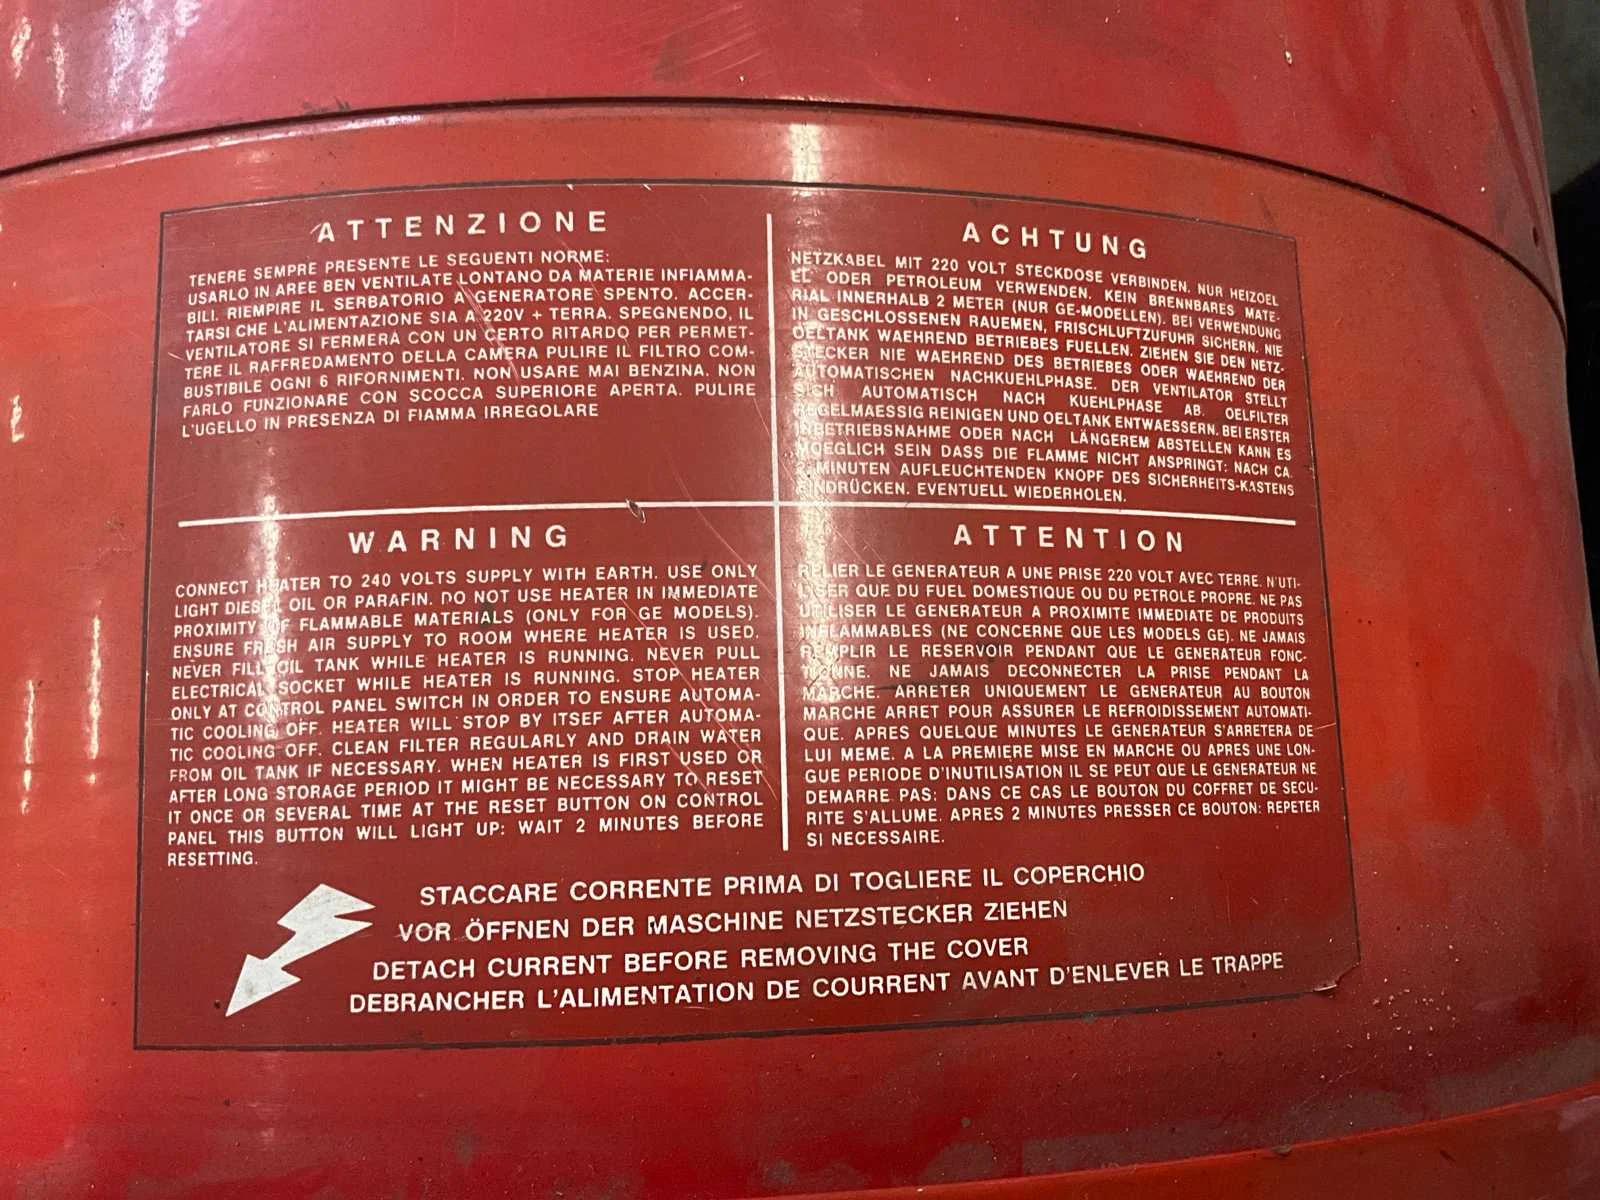 ATTENZIONE
TENERE SEMPRE PRESENTE LE SEGUENTI NORME:
USARLO IN AREE BEN VENTILATE LONTANO DA MATERIE INFIAMMA-
BILI. RIEMPIRE IL SERBATORIO A GENERATORE SPENTO. ACCER-
TARSI CHE L'ALIMENTAZIONE SIA A 220V + TERRA. SPEGNENDO, IL
VENTILATORE SI FERMERÀ CON UN CERTO RITARDO PER PERMET-
TERE IL RAFFREDAMENTO DELLA CAMERA PULIRE IL FILTRO COM-
BUSTIBILE OGNI 6 RIFORNIMENTI. NON USARE MAI BENZINA. NON
FARLO FUNZIONARE CON SCOCCA SUPERIORE APERTA. PULIRE
L'UGELLO IN PRESENZA DI FIAMMA IRREGOLARE
ACHTUNG
NETZKABEL MIT 220 VOLT STECKDOSE VERBINDEN. NUR HEIZOEL
EL ODER PETROLEUM VERWENDEN. KEIN BRENNBARES MATE-
RIAL INNERHALB 2 METER (NUR GE-MODELLEN). BEI VERWENDUNG
IN GESCHLOSSENEN RAUEMEN, FRISCHLUFTZUFUHR SICHERN. NIE
OELTANK WAEHREND BETRIEBES FUELLEN. ZIEHEN SIE DEN NETZ-
STECKER NIE WAEHREND DES BETRIEBES ODER WAEHREND DER
AUTOMATISCHEN NACHKUEHLPHASE. DER VENTILATOR STELLT
SICH AUTOMATISCH NACH KUEHLPHASE AB. OELFILTER
REGELMAESSIG REINIGEN UND OELTANK ENTWAESSERN. BEI ERSTER
INBETRIEBSNAHME ODER NACH LÄNGEREM ABSTELLEN KANN ES
MOEGLICH SEIN DASS DIE FLAMME NICHT ANSPRINGT: NACH CA.
2 MINUTEN AUFLEUCHTENDEN KNOPF DES SICHERHEITS-KASTENS
EINDRÜCKEN. EVENTUELL WIEDERHOLEN.
WARNING
CONNECT HEATER TO 240 VOLTS SUPPLY WITH EARTH. USE ONLY
LIGHT DIESEL OIL OR PARAFIN. DO NOT USE HEATER IN IMMEDIATE
PROXIMITY OF FLAMMABLE MATERIALS (ONLY FOR GE MODELS).
ENSURE FRESH AIR SUPPLY TO ROOM WHERE HEATER IS USED.
NEVER FILL OIL TANK WHILE HEATER IS RUNNING. NEVER PULL
ELECTRICAL SOCKET WHILE HEATER IS RUNNING. STOP HEATER
ONLY AT CONTROL PANEL SWITCH IN ORDER TO ENSURE AUTOMA-
TIC COOLING OFF. HEATER WILL STOP BY ITSEF AFTER AUTOMA-
TIC COOLING OFF. CLEAN FILTER REGULARLY AND DRAIN WATER
FROM OIL TANK IF NECESSARY. WHEN HEATER IS FIRST USED OR
AFTER LONG STORAGE PERIOD IT MIGHT BE NECESSARY TO RESET
IT ONCE OR SEVERAL TIME AT THE RESET BUTTON ON CONTROL
PANEL THIS BUTTON WILL LIGHT UP: WAIT 2 MINUTES BEFORE
RESETTING.
ATTENTION
RELIER LE GENERATEUR A UNE PRISE 220 VOLT AVEC TERRE. N'UTI-
LISER QUE DU FUEL DOMESTIQUE OU DU PETROLE PROPRE. NE PAS
UTILISER LE GENERATEUR A PROXIMITE IMMEDIATE DE PRODUITS
INFLAMMABLES (NE CONCERNE QUE LES MODELS GE). NE JAMAIS
REMPLIR LE RESERVOIR PENDANT QUE LE GENERATEUR FONC-
TIONNE. NE JAMAIS DECONNECTER LA PRISE PENDANT LA
MARCHE. ARRETER UNIQUEMENT LE GENERATEUR AU BOUTON
MARCHE ARRET POUR ASSURER LE REFROIDISSEMENT AUTOMATI-
QUE. APRES QUELQUE MINUTES LE GENERATEUR S'ARRETERA DE
LUI MEME. A LA PREMIERE MISE EN MARCHE OU APRES UNE LON-
GUE PERIODE D'INUTILISATION IL SE PEUT QUE LE GENERATEUR NE
DEMARRE PAS: DANS CE CAS LE BOUTON DU COFFRET DE SECU-
RITE S'ALLUME. APRES 2 MINUTES PRESSER CE BOUTON: REPETER
SI NECESSAIRE.
STACCARE CORRENTE PRIMA DI TOGLIERE IL COPERCHIO
VOR ÖFFNEN DER MASCHINE NETZSTECKER ZIEHEN
DETACH CURRENT BEFORE REMOVING THE COVER
DEBRANCHER L'ALIMENTATION DE COURRENT AVANT D'ENLEVER LE TRAPPE